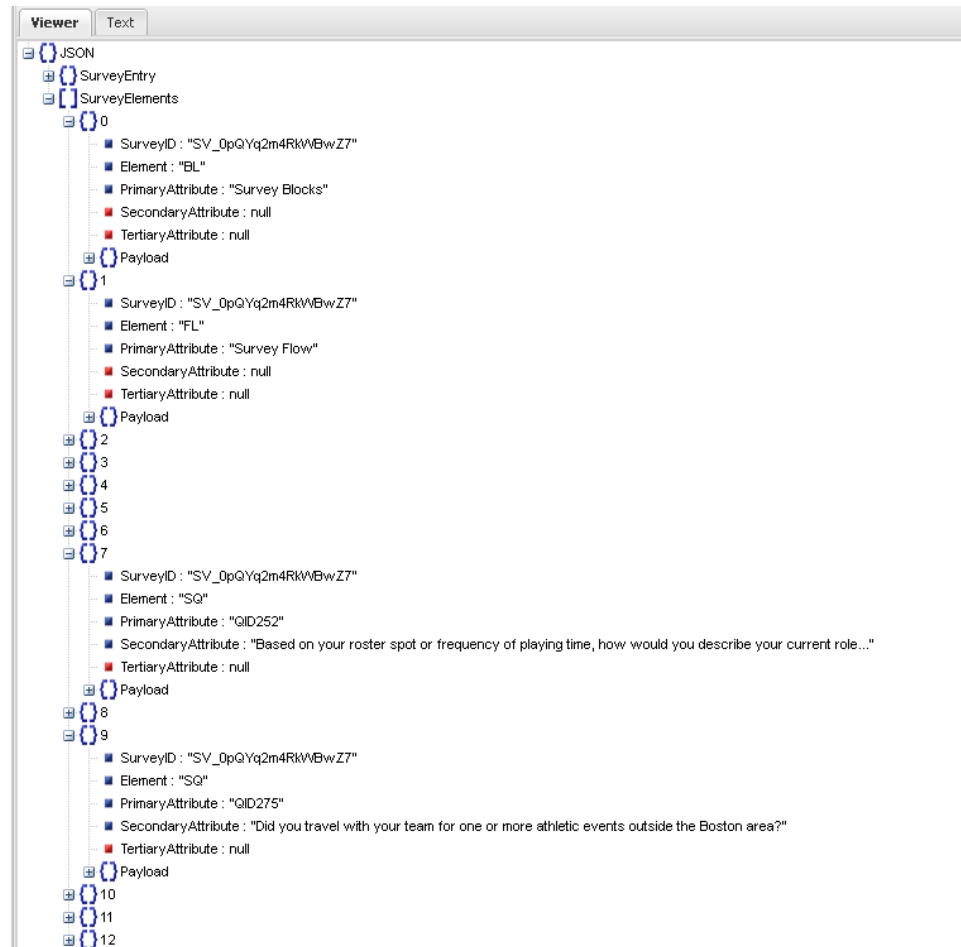 Viewer Text
JSON
SurveyEntry
SurveyElements
0
SurveyID : "SV_0pQYq2m4RkWBwZ7"
Element : "BL"
PrimaryAttribute : "Survey Blocks"
SecondaryAttribute : null
TertiaryAttribute : null
Payload
1
SurveyID : "SV_0pQYq2m4RkWBwZ7"
Element : "FL"
PrimaryAttribute : "Survey Flow"
SecondaryAttribute : null
TertiaryAttribute : null
Payload
2
3
4
5
6
7
SurveyID : "SV_0pQYq2m4RkWBwZ7"
Element : "SQ"
PrimaryAttribute : "QID252"
SecondaryAttribute : "Based on your roster spot or frequency of playing time, how would you describe your current role..."
TertiaryAttribute : null
Payload
8
9
SurveyID : "SV_0pQYq2m4RkWBwZ7"
Element : "SQ"
PrimaryAttribute : "QID275"
SecondaryAttribute : "Did you travel with your team for one or more athletic events outside the Boston area?"
TertiaryAttribute : null
Payload
10
11
12